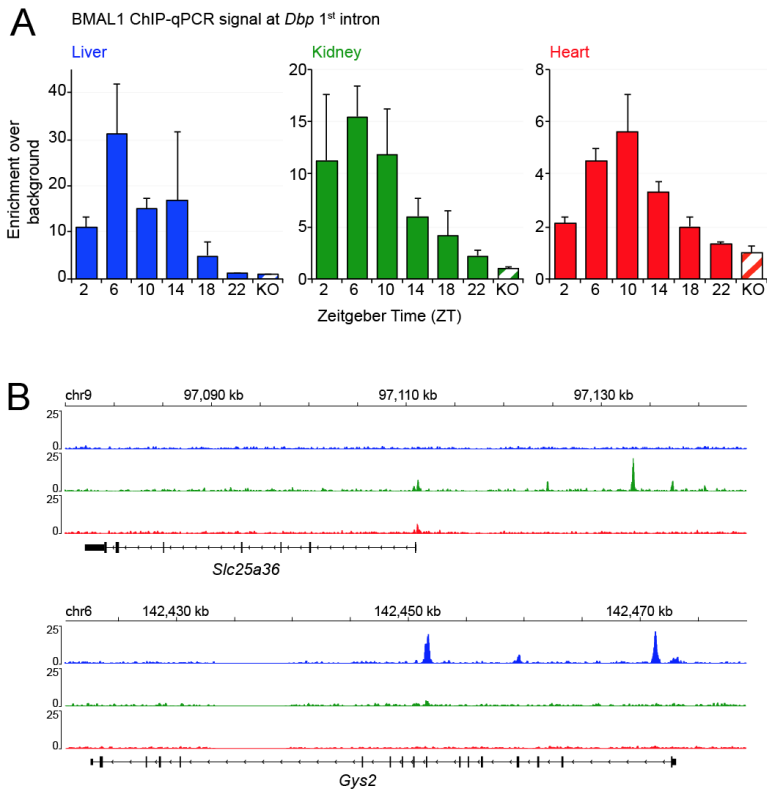 A
BMAL1 ChIP-qPCR signal at Dbp 1st intron
Liver
Kidney
Heart
Enrichment over
background
40
30
20
10
0
20
15
10
5
0
8
6
4
2
0
2 6 10 14 18 22 KO
2 6 10 14 18 22 KO
2 6 10 14 18 22 KO
Zeitgeber Time (ZT)
B
chr9 97,090 kb 97,110 kb 97,130 kb
25
0
25
0
25
0
Slc25a36
chr6 142,430 kb 142,450 kb 142,470 kb
25
0
25
0
25
0
Gys2